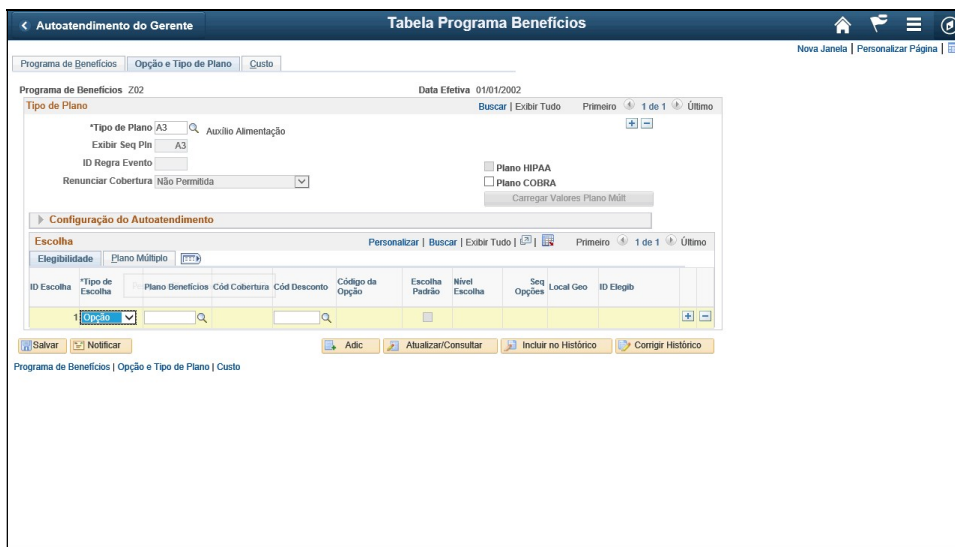 Autoatendimento do Gerente
Tabela Programa Benefícios
Nova Janela | Personalizar Página |
Programa de Benefícios
Opção e Tipo de Plano
Custo
Programa de Benefícios Z02
Data Efetiva 01/01/2002
Tipo de Plano
Buscar | Exibir Tudo
Primeiro 1 de 1 Último
*Tipo de Plano A3 Auxílio Alimentação
Exibir Seq Pln A3
ID Regra Evento
Plano HIPAA
Renunciar Cobertura Não Permitida
Plano COBRA
Carregar Valores Plano Múlt
Configuração do Autoatendimento
Escolha
Personalizar | Buscar | Exibir Tudo |
Primeiro 1 de 1 Último
Elegibilidade
Plano Múltiplo
ID Escolha
*Tipo de Escolha
Plano Benefícios
Cód Cobertura
Cód Desconto
Código da Opção
Escolha Padrão
Nível Escolha
Seq Opções
Local Geo
ID Elegib
1 Opção
Salvar
Notificar
Adic
Atualizar/Consultar
Incluir no Histórico
Corrigir Histórico
Programa de Benefícios | Opção e Tipo de Plano | Custo